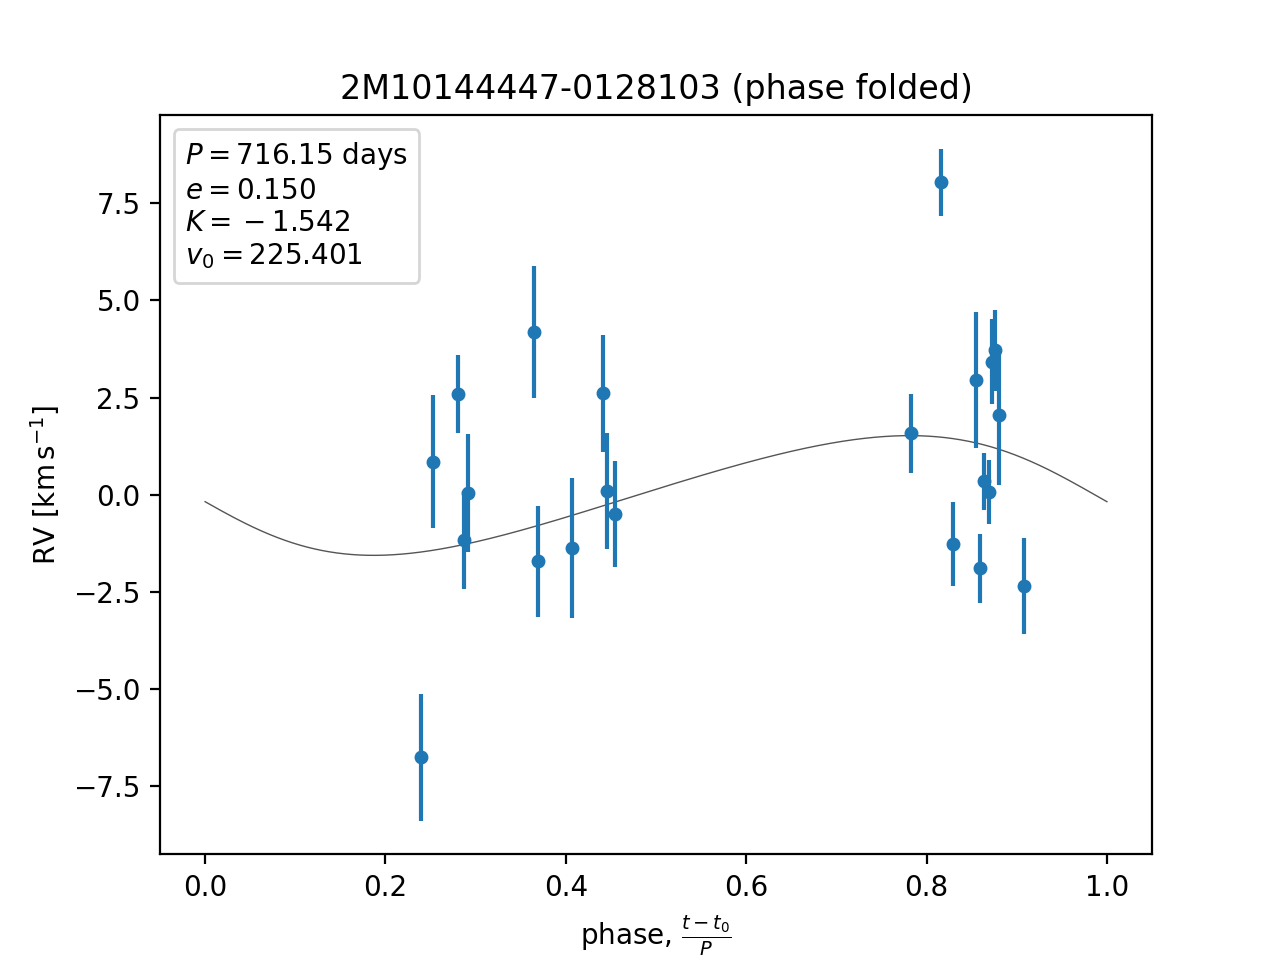 2M10144447-0128103 (phase folded)
P = 716.15 days
e = 0.150
K = −1.542
v₀ = 225.401
7.5
5.0
2.5
0.0
−2.5
−5.0
−7.5
RV [km s⁻¹]
0.0 0.2 0.4 0.6 0.8 1.0
phase, (t − t₀)/P